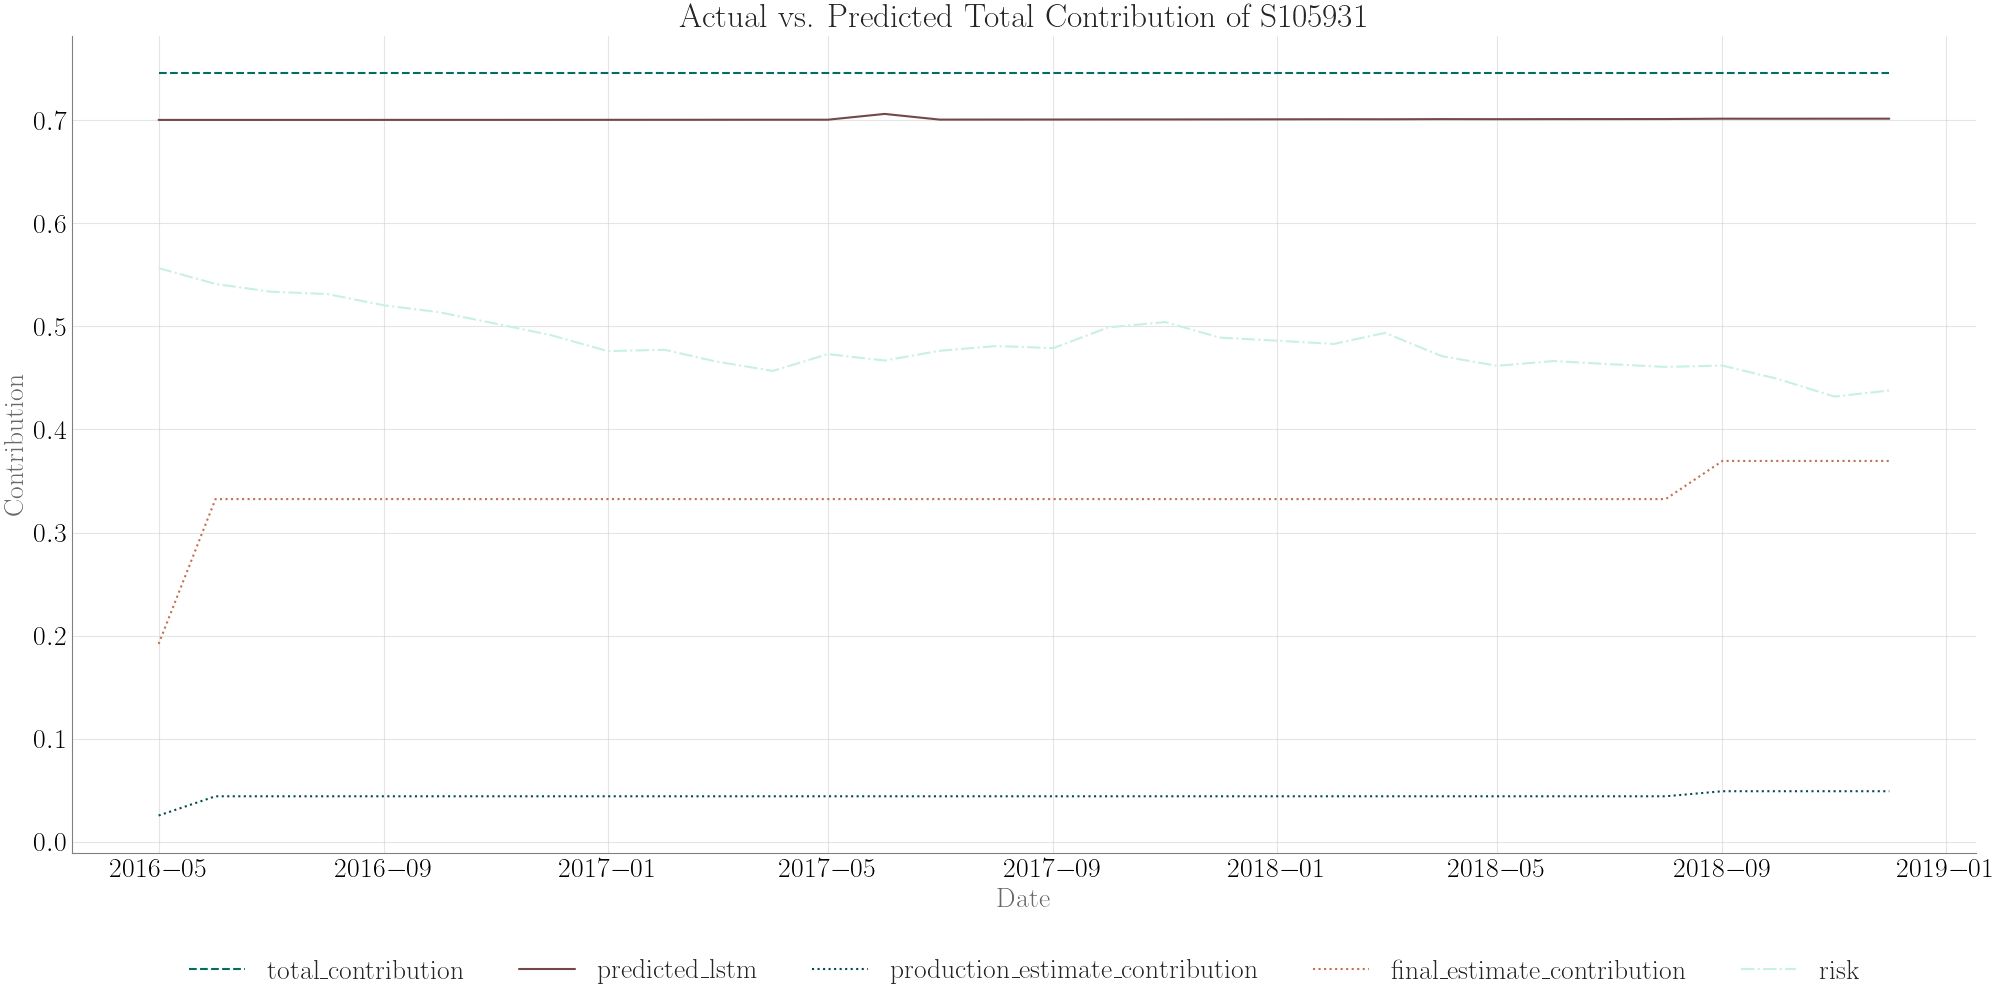 Actual vs. Predicted Total Contribution of S105931
Contribution
0.7
0.6
0.5
0.4
0.3
0.2
0.1
0.0
2016–05 2016–09 2017–01 2017–05 2017–09 2018–01 2018–05 2018–09 2019–01
Date
total_contribution predicted_lstm production_estimate_contribution final_estimate_contribution risk